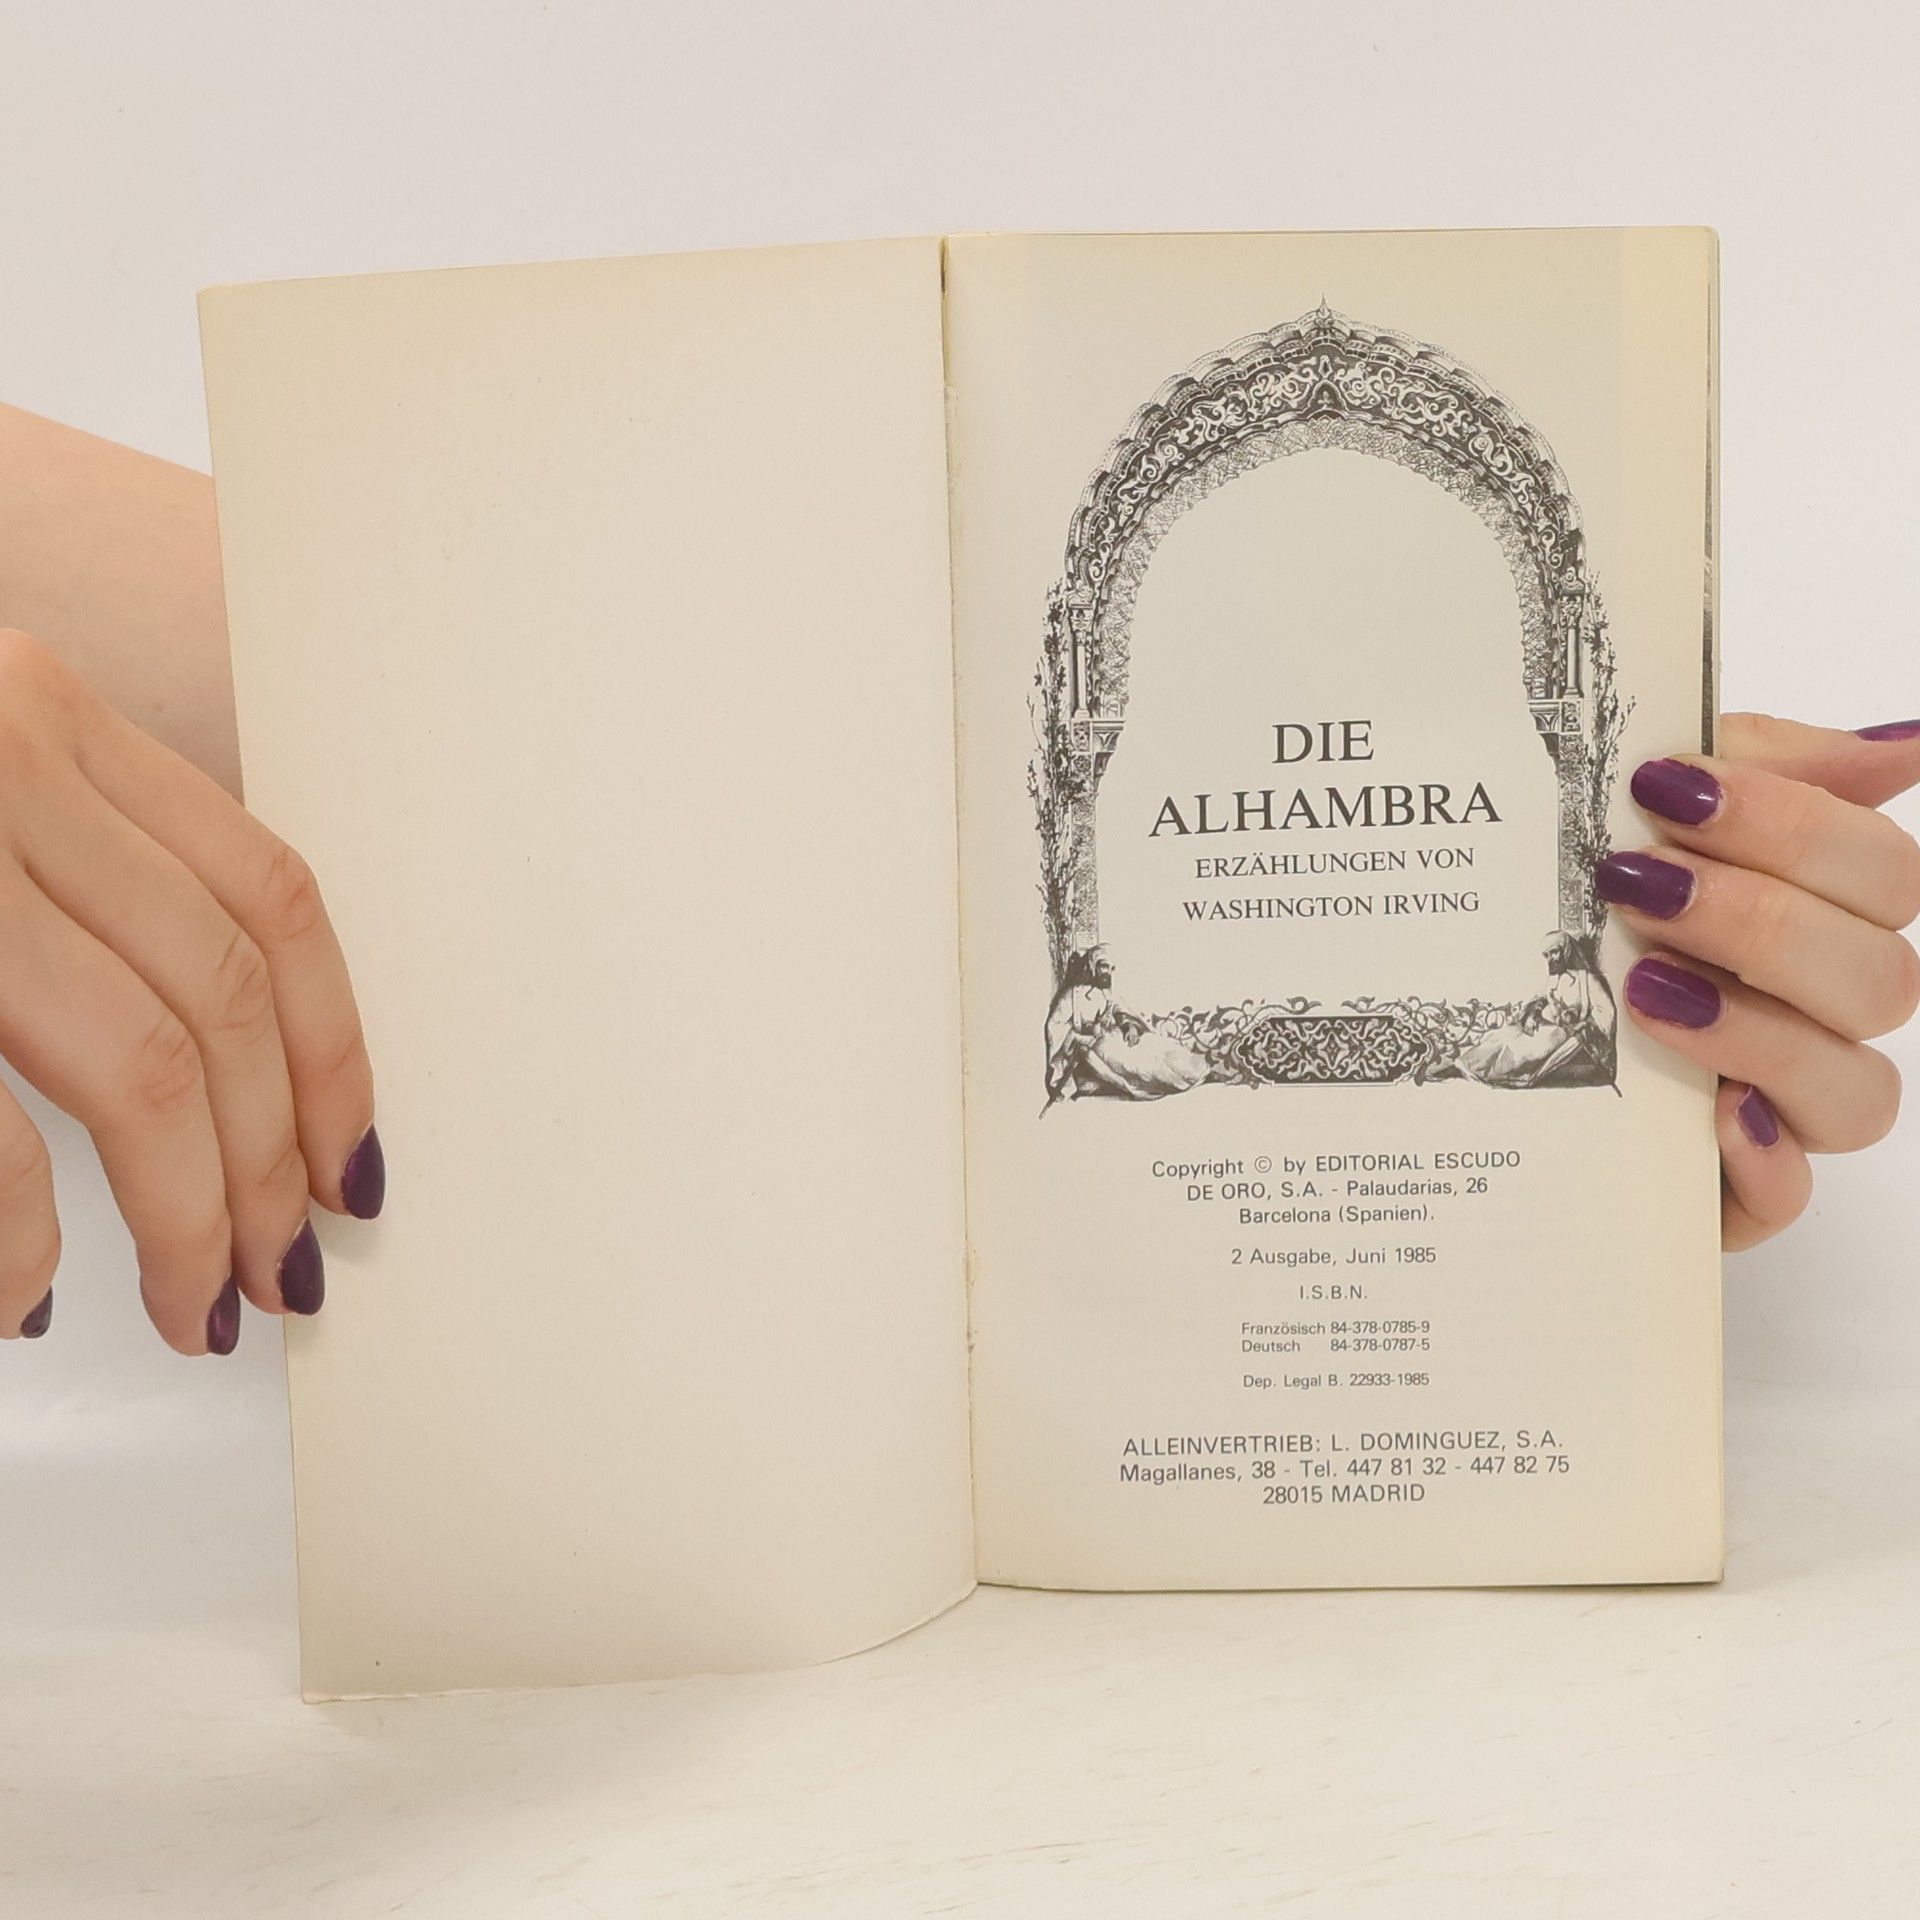 DIE
ALHAMBRA
ERZÄHLUNGEN VON
WASHINGTON IRVING
Copyright © by EDITORIAL ESCUDO
DE ORO, S.A. - Palaudarias, 26
Barcelona (Spanien).
2 Ausgabe, Juni 1985
I.S.B.N.
Französisch 84-378-0785-9
Deutsch 84-378-0787-5
Dep. Legal B. 22933-1985
ALLEINVERTRIEB: L. DOMINGUEZ, S.A.
Magallanes, 38 - Tel. 447 81 32 - 447 82 75
28015 MADRID